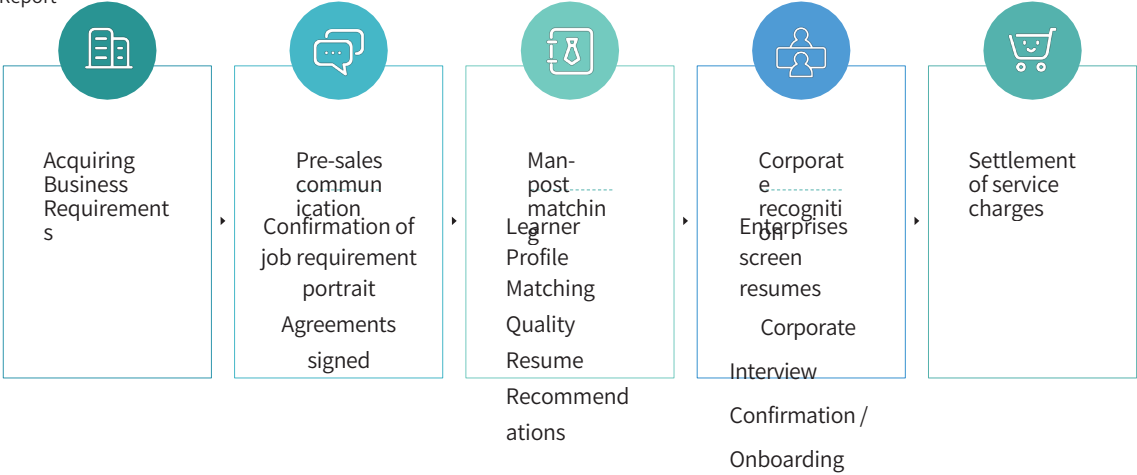 Report
Acquiring
Business
Requirement
s
Pre-sales
commun
ication
Confirmation of
job requirement
portrait
Agreements
signed
Man-
post
matchin
g
Learner
Profile
Matching
Quality
Resume
Recommend
ations
Corporat
e
recogniti
on
Enterprises
screen
resumes
Corporate
Interview
Confirmation /
Onboarding
Settlement
of service
charges